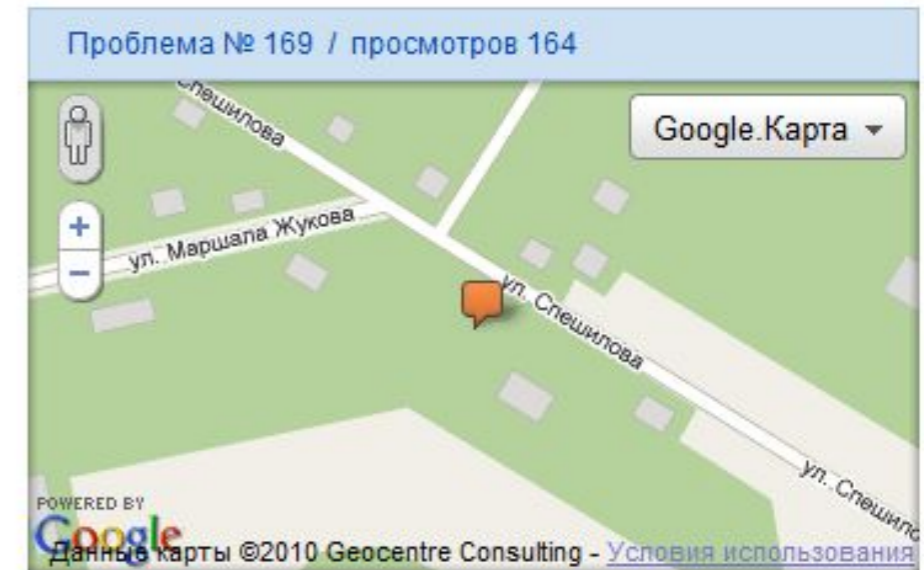 Проблема № 169 / просмотров 164
Спешилова
Google.Карта
+
ул. Маршала Жукова
−
ул. Спешилова
ул. Спешило
POWERED BY
Google
Данные карты ©2010 Geocentre Consulting - Условия использования